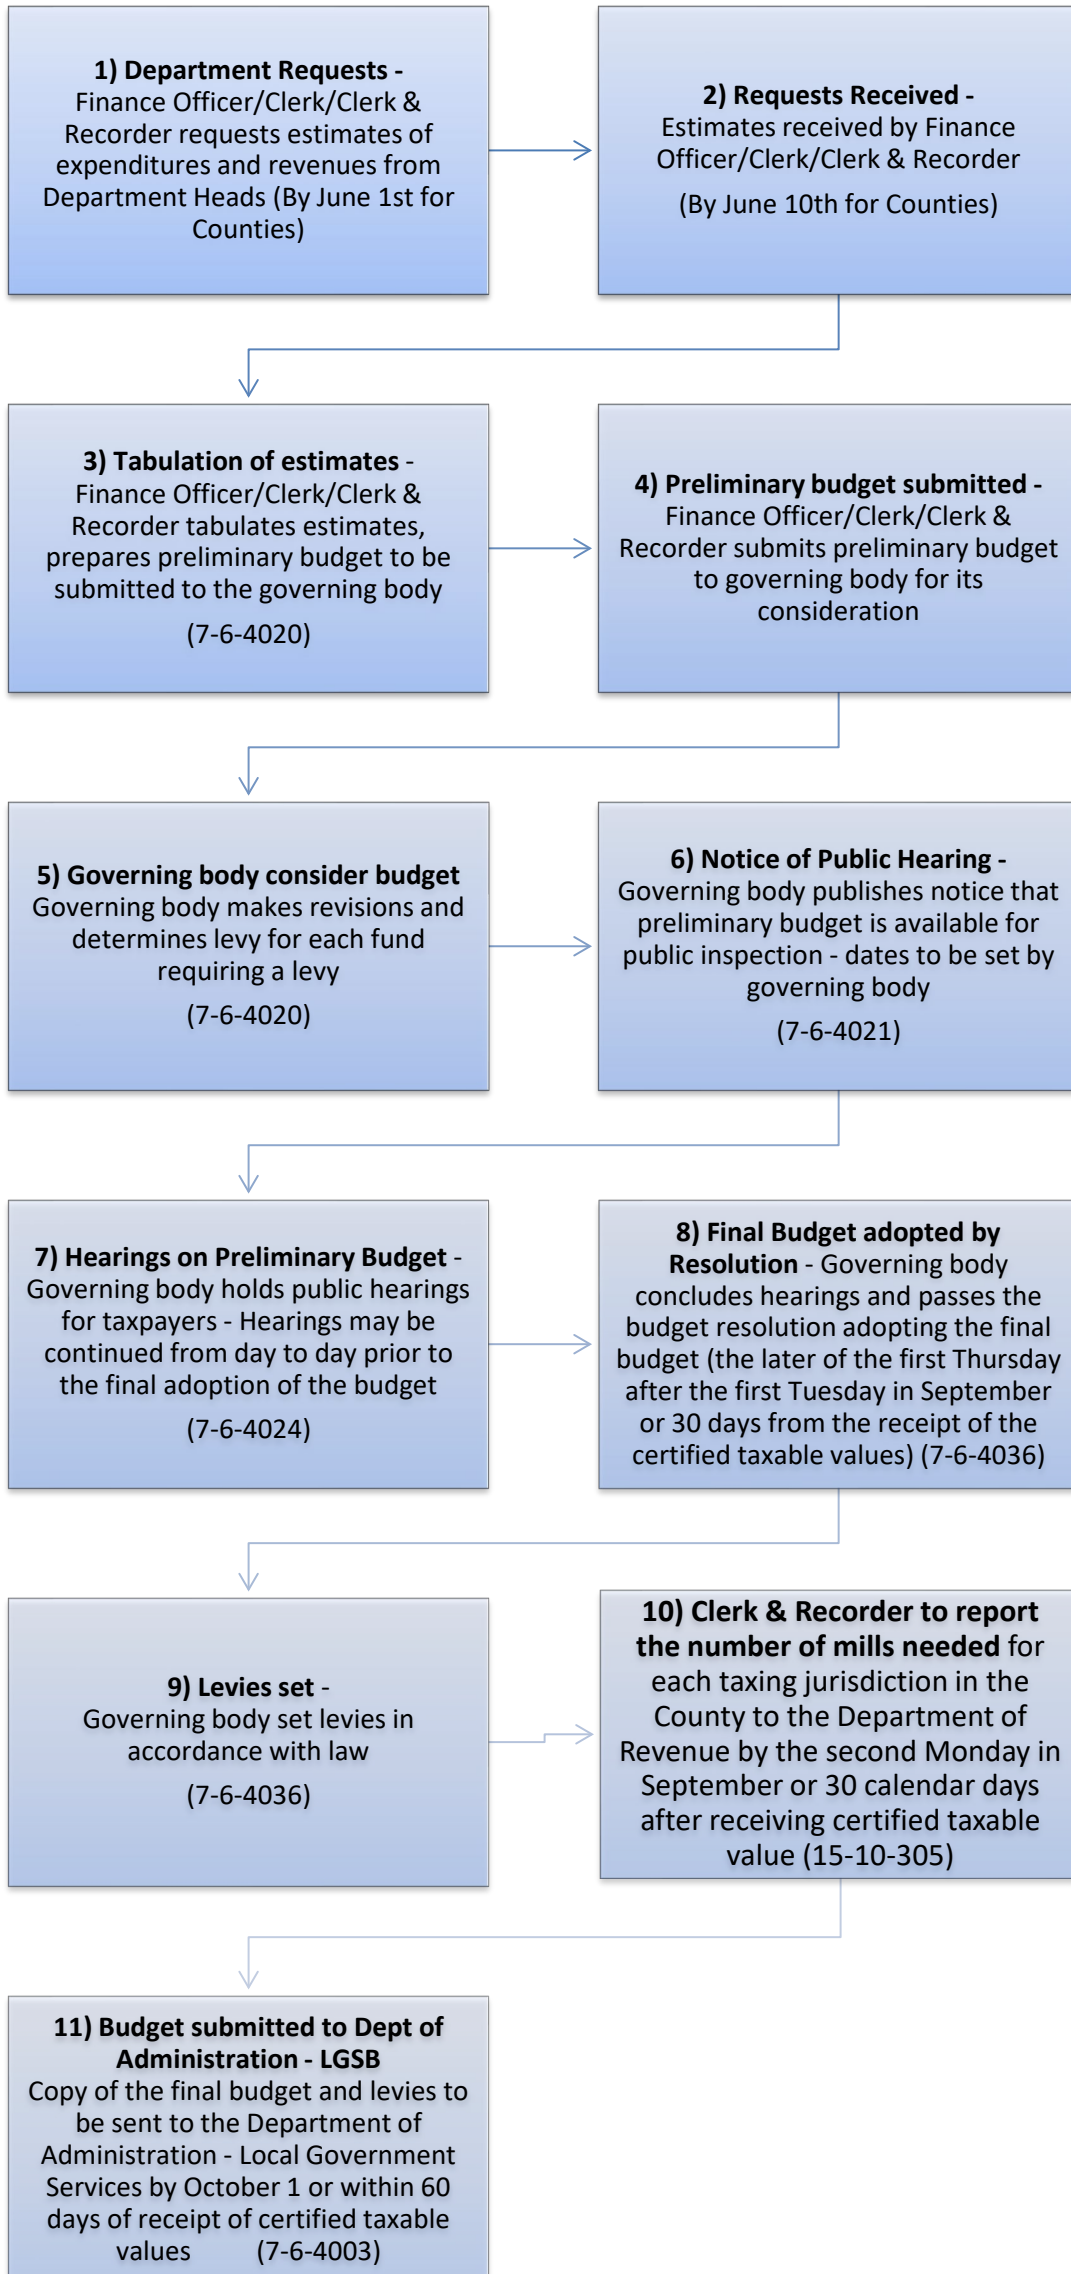 1) Department Requests -
Finance Officer/Clerk/Clerk &
Recorder requests estimates of
expenditures and revenues from
Department Heads (By June 1st for
Counties)
2) Requests Received -
Estimates received by Finance
Officer/Clerk/Clerk & Recorder
(By June 10th for Counties)
3) Tabulation of estimates -
Finance Officer/Clerk/Clerk &
Recorder tabulates estimates,
prepares preliminary budget to be
submitted to the governing body
(7-6-4020)
4) Preliminary budget submitted -
Finance Officer/Clerk/Clerk &
Recorder submits preliminary budget
to governing body for its
consideration
5) Governing body consider budget
Governing body makes revisions and
determines levy for each fund
requiring a levy
(7-6-4020)
6) Notice of Public Hearing -
Governing body publishes notice that
preliminary budget is available for
public inspection - dates to be set by
governing body
(7-6-4021)
7) Hearings on Preliminary Budget -
Governing body holds public hearings
for taxpayers - Hearings may be
continued from day to day prior to
the final adoption of the budget
(7-6-4024)
8) Final Budget adopted by
Resolution - Governing body
concludes hearings and passes the
budget resolution adopting the final
budget (the later of the first Thursday
after the first Tuesday in September
or 30 days from the receipt of the
certified taxable values) (7-6-4036)
9) Levies set -
Governing body set levies in
accordance with law
(7-6-4036)
10) Clerk & Recorder to report
the number of mills needed for
each taxing jurisdiction in the
County to the Department of
Revenue by the second Monday in
September or 30 calendar days
after receiving certified taxable
value (15-10-305)
11) Budget submitted to Dept of
Administration - LGSB
Copy of the final budget and levies to
be sent to the Department of
Administration - Local Government
Services by October 1 or within 60
days of receipt of certified taxable
values (7-6-4003)